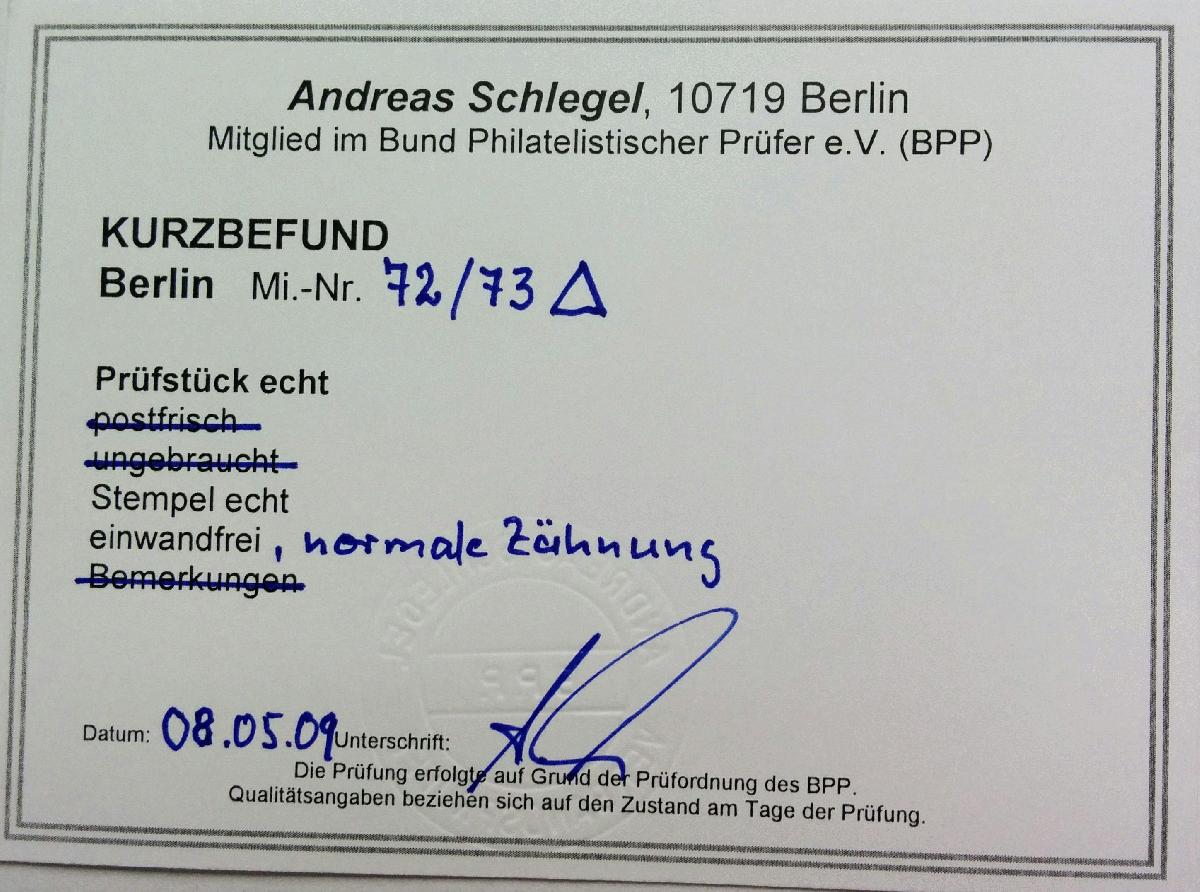 Andreas Schlegel, 10719 Berlin
Mitglied im Bund Philatelistischer Prüfer e.V. (BPP)
KURZBEFUND
Berlin Mi.-Nr. 72/73 △
Prüfstück echt
postfrisch
ungebraucht
Stempel echt
einwandfrei, normale Zähnung
Bemerkungen
Datum: 08.05.09 Unterschrift:
Die Prüfung erfolgte auf Grund der Prüfordnung des BPP.
Qualitätsangaben beziehen sich auf den Zustand am Tage der Prüfung.